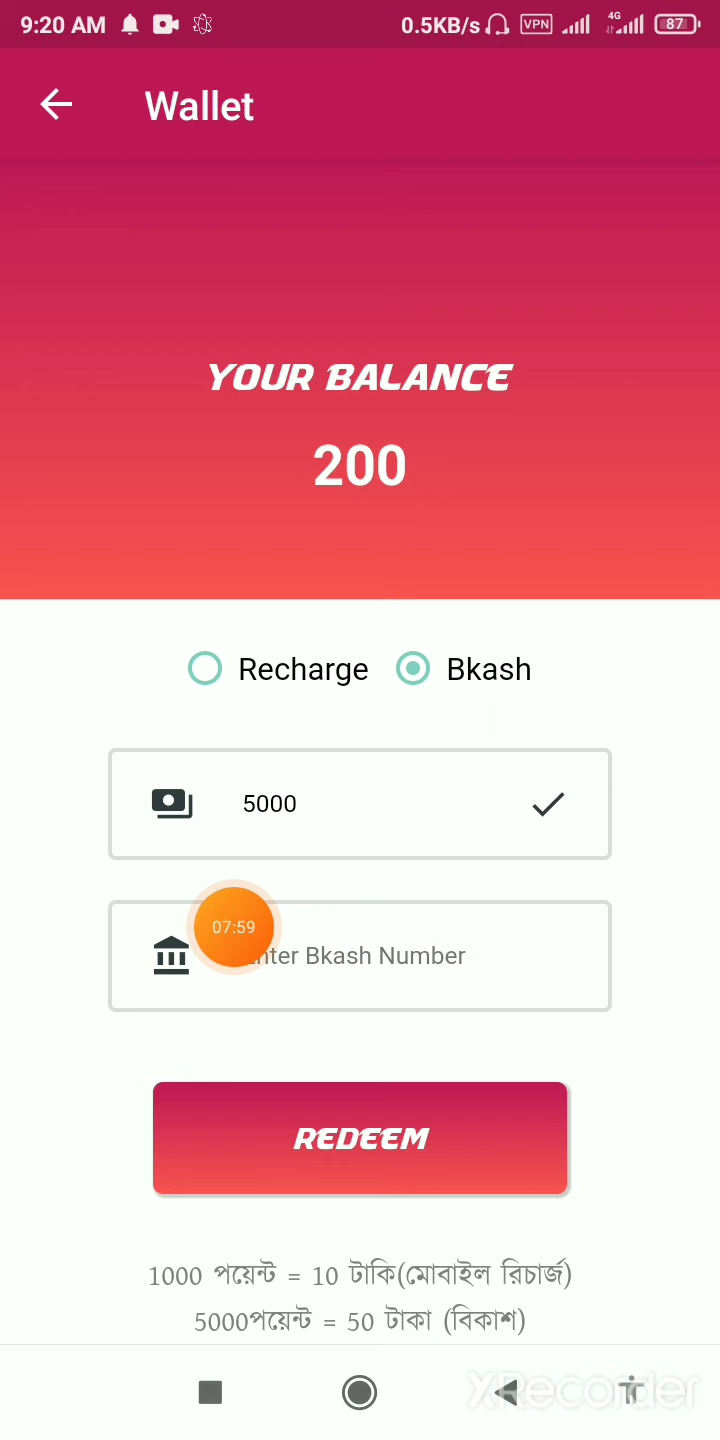 9:20 AM 0.5KB/s VPN 4G 87
Wallet
YOUR BALANCE
200
Recharge Bkash
5000
07:59
nter Bkash Number
REDEEM
1000 পয়েন্ট = 10 টাকি(মোবাইল রিচার্জ)
5000পয়েন্ট = 50 টাকা (বিকাশ)
XRecorder